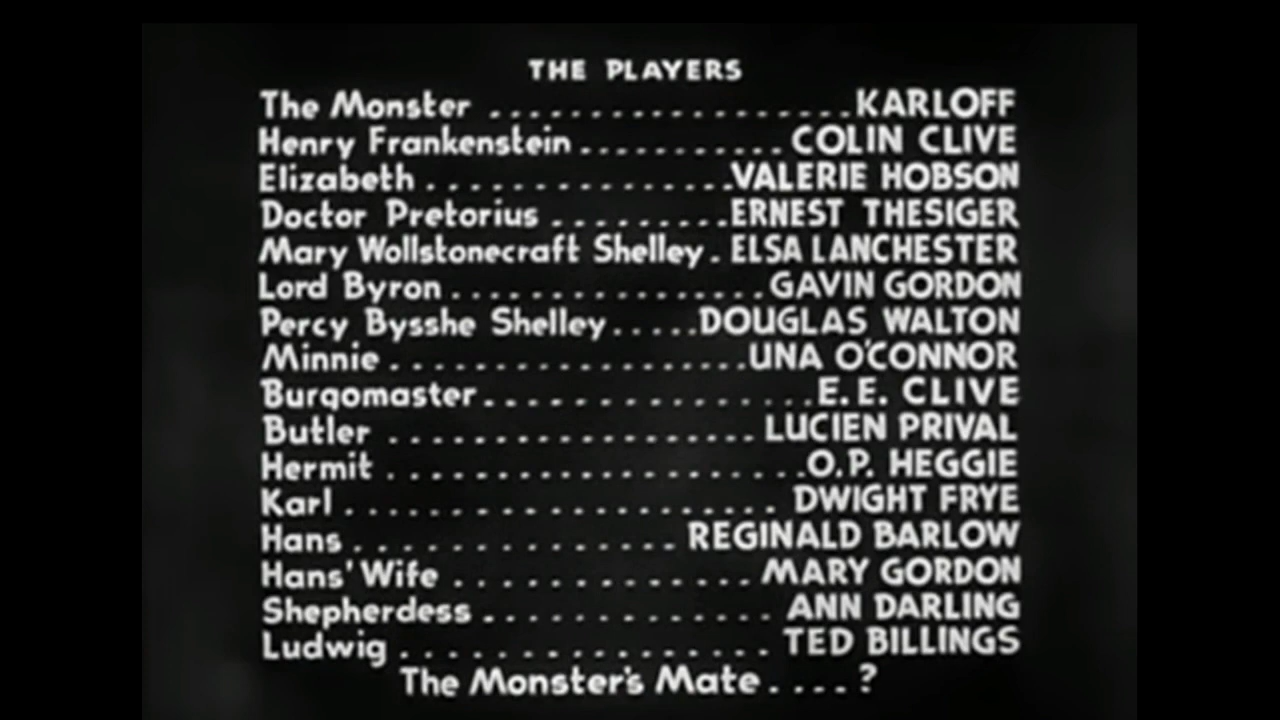 THE PLAYERS
The Monster ..................KARLOFF
Henry Frankenstein ........... COLIN CLIVE
Elizabeth ...............VALERIE HOBSON
Doctor Pretorius .........ERNEST THESIGER
Mary Wollstonecraft Shelley . ELSA LANCHESTER
Lord Byron ................GAVIN GORDON
Percy Bysshe Shelley .....DOUGLAS WALTON
Minnie ..................UNA O'CONNOR
Burgomaster ................E. E. CLIVE
Butler ................... LUCIEN PRIVAL
Hermit .....................O.P. HEGGIE
Karl ...................... DWIGHT FRYE
Hans ................ REGINALD BARLOW
Hans' Wife ............... MARY GORDON
Shepherdess .............. ANN DARLING
Ludwig ................... TED BILLINGS
The Monster's Mate .... ?